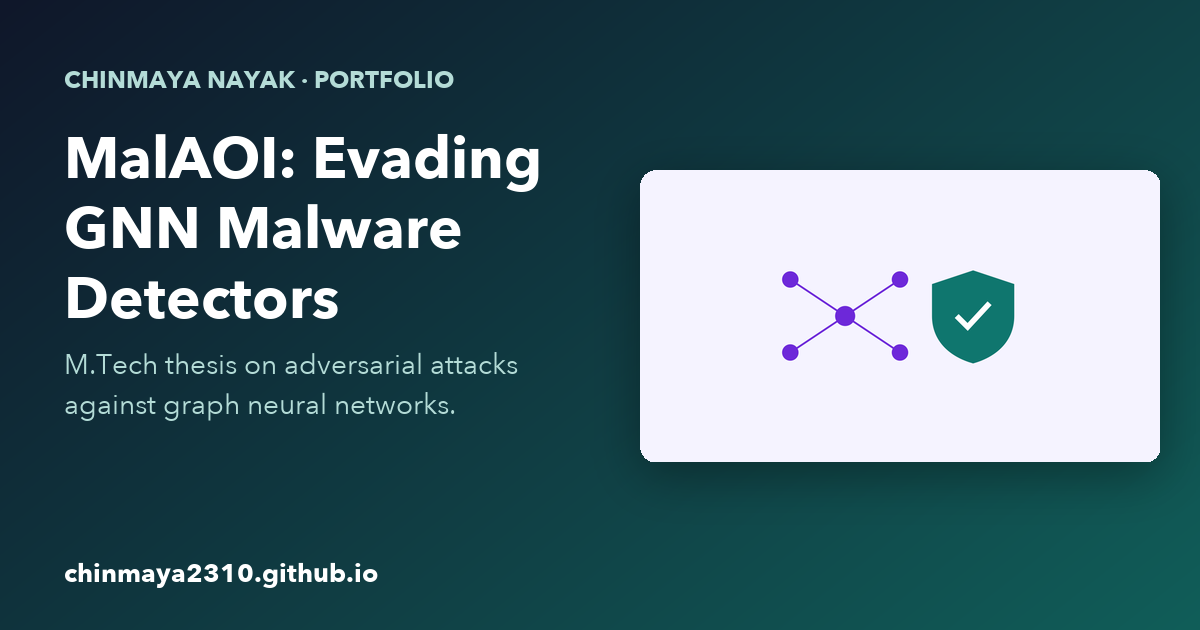 CHINMAYA NAYAK · PORTFOLIO
MalAOI: Evading
GNN Malware
Detectors
M.Tech thesis on adversarial attacks
against graph neural networks.
chinmaya2310.github.io